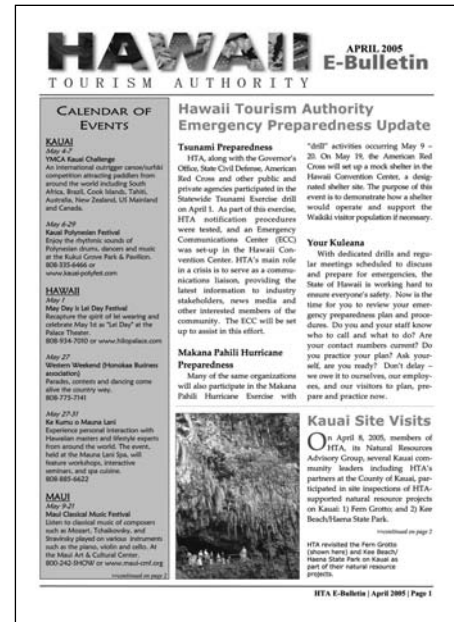 HAWAII
TOURISM AUTHORITY
APRIL 2005
E-Bulletin
CALENDAR OF
EVENTS
KAUAI
May 4-7
YMCA Kauai Challenge
An international outrigger canoe/surfski
competition attracting paddlers from
around the world including South
Africa, Brazil, Cook Islands, Tahiti,
Australia, New Zealand, US Mainland
and Canada.
May 6-29
Kauai Polynesian Festival
Enjoy the rhythmic sounds of
Polynesian drums, dancers and music
at the Kukui Grove Park & Pavilion.
808-335-6466 or
www.kauai-polyfest.com
HAWAII
May 1
May Day is Lei Day Festival
Recapture the spirit of lei wearing and
celebrate May 1st as "Lei Day" at the
Palace Theater.
808-934-7010 or www.hilopalace.com
May 27
Western Weekend (Honokaa Business
association)
Parades, contests and dancing come
alive the country way.
808-775-7141
May 27-31
Ke Kumu o Mauna Lani
Experience personal interaction with
Hawaiian masters and lifestyle experts
from around the world. The event,
held at the Mauna Lani Spa, will
feature workshops, interactive
seminars, and spa cuisine.
808-885-6622
MAUI
May 9-21
Maui Classical Music Festival
Listen to classical music of composers
such as Mozart, Tchaikovsky, and
Stravinsky played on various instruments
such as the piano, violin and cello. At
the Maui Art & Cultural Center.
800-242-SHOW or www.maui-cmf.org
>>continued on page 2
Hawaii Tourism Authority
Emergency Preparedness Update
Tsunami Preparedness
HTA, along with the Governor's
Office, State Civil Defense, American
Red Cross and other public and
private agencies participated in the
Statewide Tsunami Exercise drill
on April 1. As part of this exercise,
HTA notification procedures
were tested, and an Emergency
Communications Center (ECC)
was set-up in the Hawaii Con-
vention Center. HTA's main role
in a crisis is to serve as a commu-
nications liaison, providing the
latest information to industry
stakeholders, news media and
other interested members of the
community. The ECC will be set
up to assist in this effort.
Makana Pahili Hurricane
Preparedness
Many of the same organizations
will also participate in the Makana
Pahili Hurricane Exercise with
"drill" activities occurring May 9 –
20. On May 19, the American Red
Cross will set up a mock shelter in the
Hawaii Convention Center, a desig-
nated shelter site. The purpose of this
event is to demonstrate how a shelter
would operate and support the
Waikiki visitor population if necessary.
Your Kuleana
With dedicated drills and regu-
lar meetings scheduled to discuss
and prepare for emergencies, the
State of Hawaii is working hard to
ensure everyone's safety. Now is the
time for you to review your emer-
gency preparedness plan and proce-
dures. Do you and your staff know
who to call and what to do? Are
your contact numbers current? Do
you practice your plan? Ask your-
self, are you ready? Don't delay –
we owe it to ourselves, our employ-
ees, and our visitors to plan, pre-
pare and practice now.
Kauai Site Visits
On April 8, 2005, members of
HTA, its Natural Resources
Advisory Group, several Kauai com-
munity leaders including HTA's
partners at the County of Kauai, par-
ticipated in site inspections of HTA-
supported natural resource projects
on Kauai: 1) Fern Grotto; and 2) Kee
Beach/Haena State Park.
>>continued on page 2
HTA revisited the Fern Grotto
(shown here) and Kee Beach/
Haena State Park on Kauai as
part of their natural resource
projects.
HTA E-Bulletin | April 2005 | Page 1